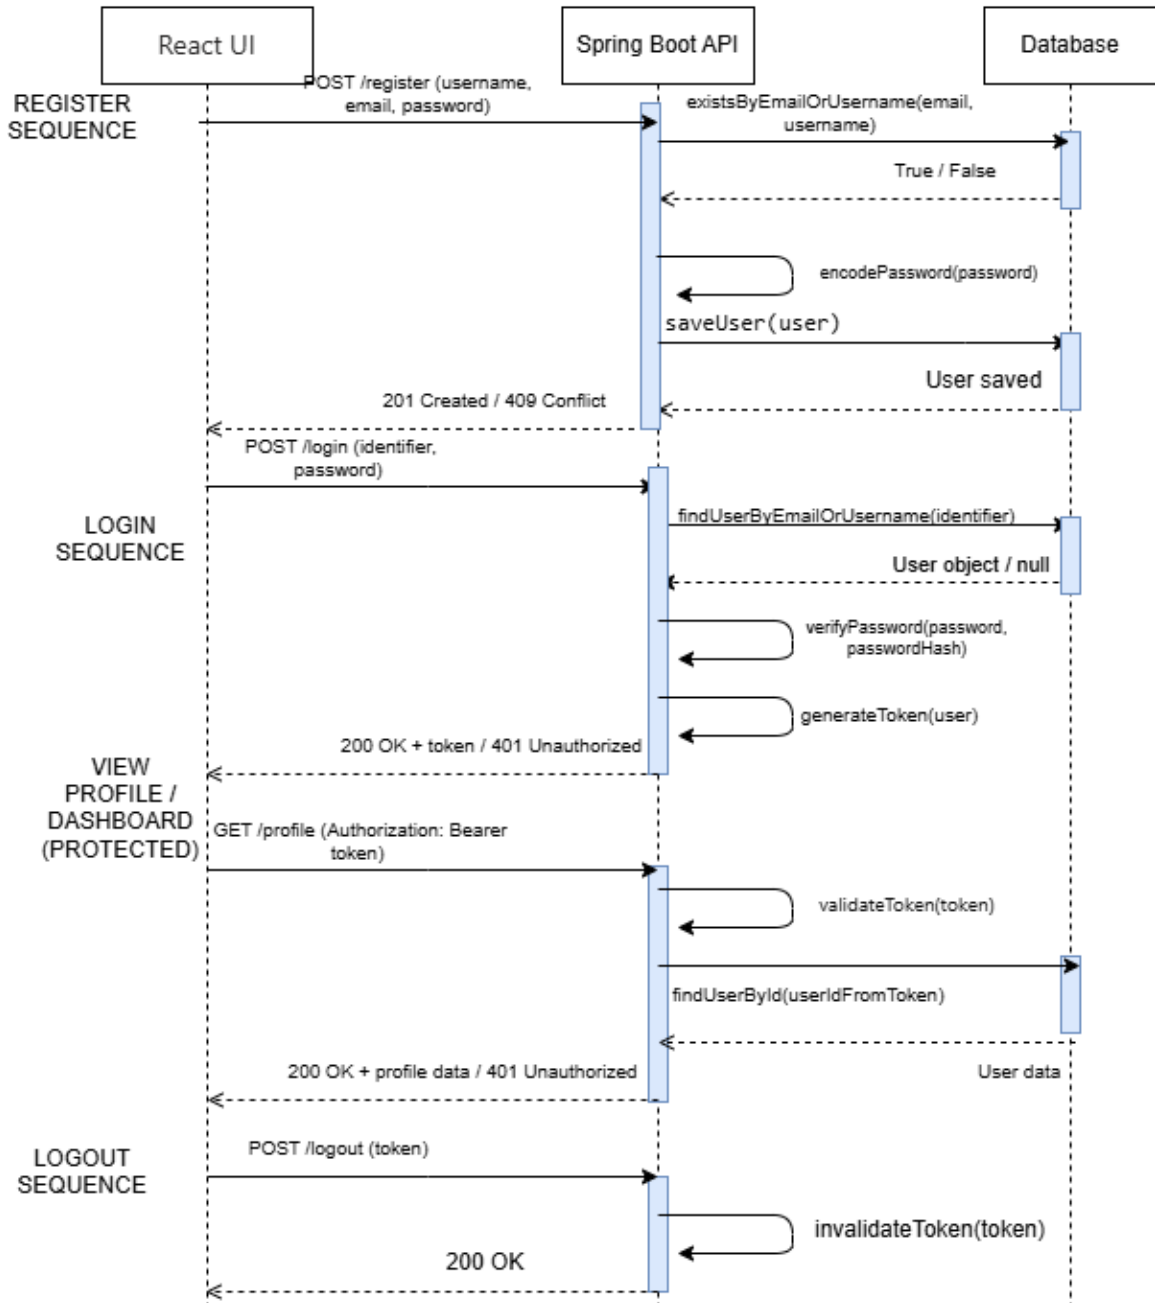 React UI
Spring Boot API
Database
REGISTER
SEQUENCE
POST /register (username,
email, password)
existsByEmailOrUsername(email,
username)
True / False
encodePassword(password)
saveUser(user)
User saved
201 Created / 409 Conflict
POST /login (identifier,
password)
LOGIN
SEQUENCE
findUserByEmailOrUsername(identifier)
User object / null
verifyPassword(password,
passwordHash)
generateToken(user)
200 OK + token / 401 Unauthorized
VIEW
PROFILE /
DASHBOARD
(PROTECTED)
GET /profile (Authorization: Bearer
token)
validateToken(token)
findUserById(userIdFromToken)
User data
200 OK + profile data / 401 Unauthorized
LOGOUT
SEQUENCE
POST /logout (token)
invalidateToken(token)
200 OK